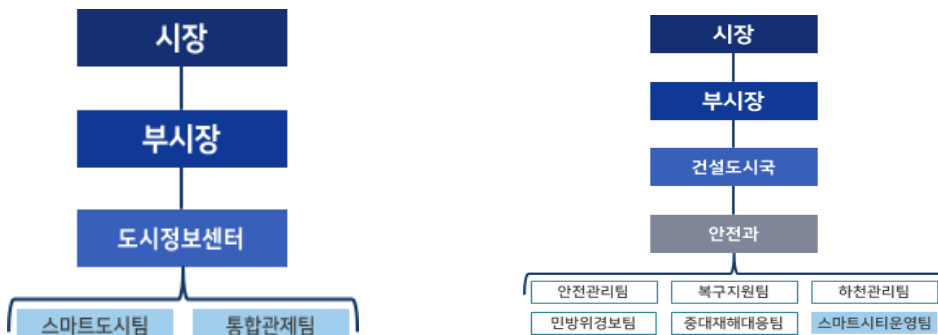 시장
부시장
도시정보센터
스마트도시팀 통합관제팀
시장
부시장
건설도시국
안전과
안전관리팀 복구지원팀 하천관리팀
민방위경보팀 중대재해대응팀 스마트시티운영팀